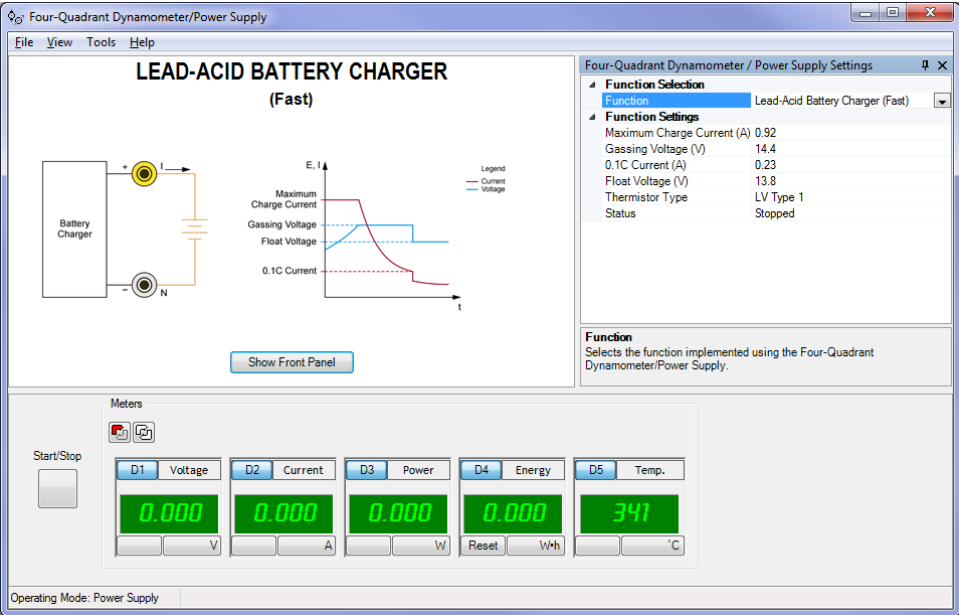 Four-Quadrant Dynamometer/Power Supply
File View Tools Help
LEAD-ACID BATTERY CHARGER
(Fast)
Battery
Charger
+
I
−
N
E, I
Maximum
Charge Current
Gassing Voltage
Float Voltage
0.1C Current
t
Legend
Current
Voltage
Show Front Panel
Four-Quadrant Dynamometer / Power Supply Settings
Function Selection
Function Lead-Acid Battery Charger (Fast)
Function Settings
Maximum Charge Current (A) 0.92
Gassing Voltage (V) 14.4
0.1C Current (A) 0.23
Float Voltage (V) 13.8
Thermistor Type LV Type 1
Status Stopped
Function
Selects the function implemented using the Four-Quadrant
Dynamometer/Power Supply.
Meters
Start/Stop
D1 Voltage D2 Current D3 Power D4 Energy D5 Temp.
0.000 0.000 0.000 0.000 341
V A W Reset W•h °C
Operating Mode: Power Supply